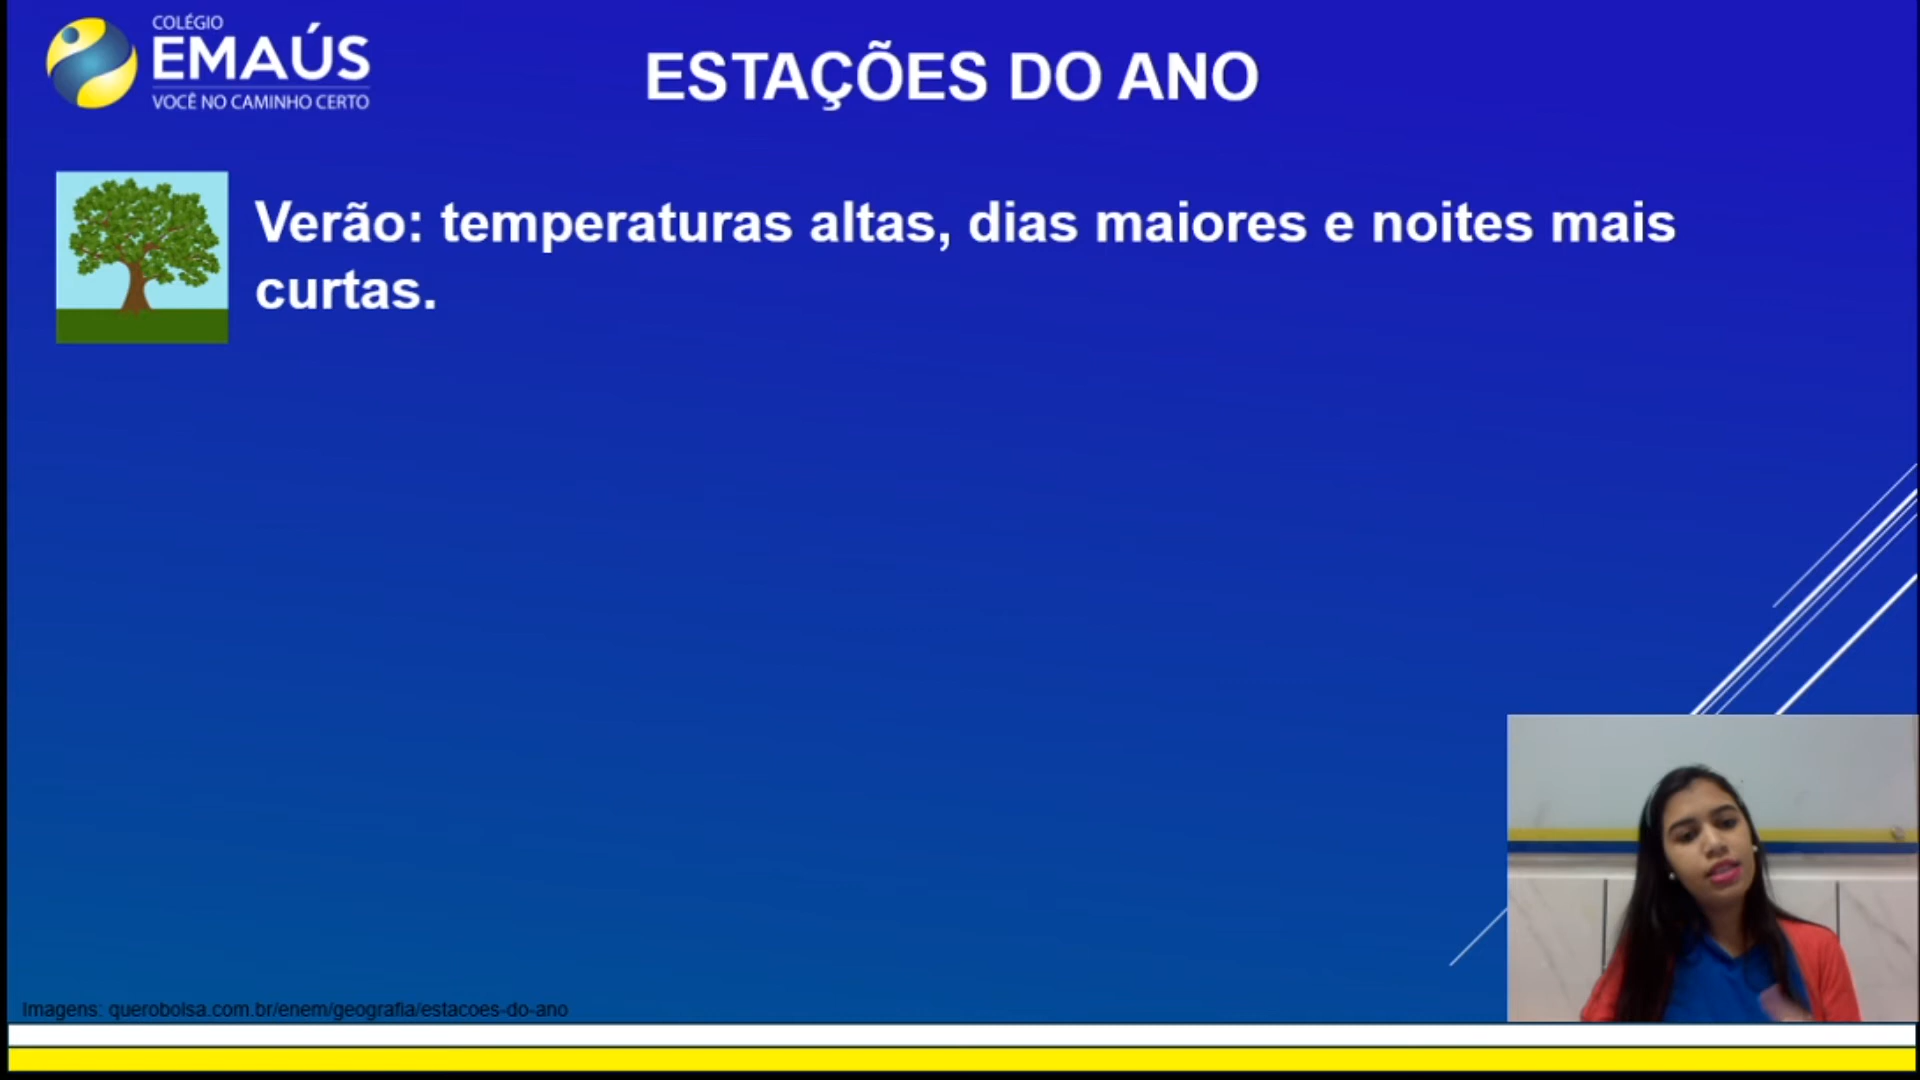 COLÉGIO
EMAÚS
VOCÊ NO CAMINHO CERTO
ESTAÇÕES DO ANO
Verão: temperaturas altas, dias maiores e noites mais
curtas.
Imagens: querobolsa.com.br/enem/geografia/estacoes-do-ano